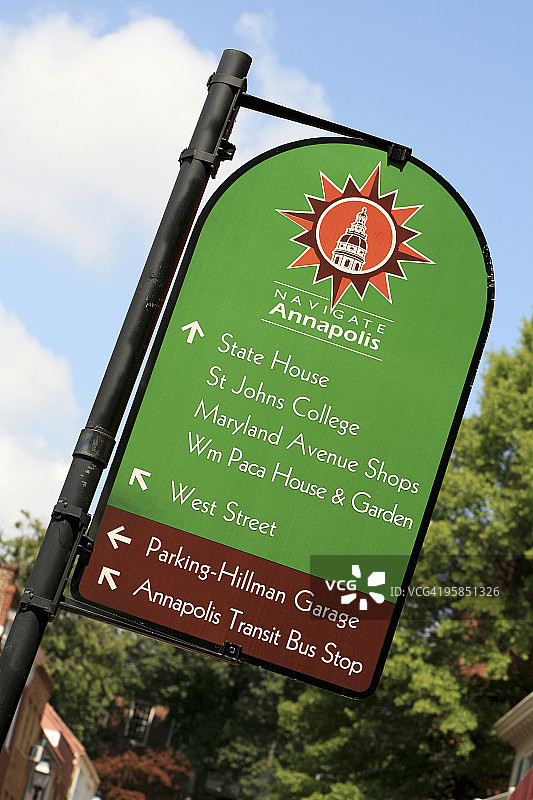 NAVIGATE
Annapolis
State House
St Johns College
Maryland Avenue Shops
Wm Paca House & Garden
West Street
Parking-Hillman Garage
Annapolis Transit Bus Stop
VCG
ID: VCG41N95851326